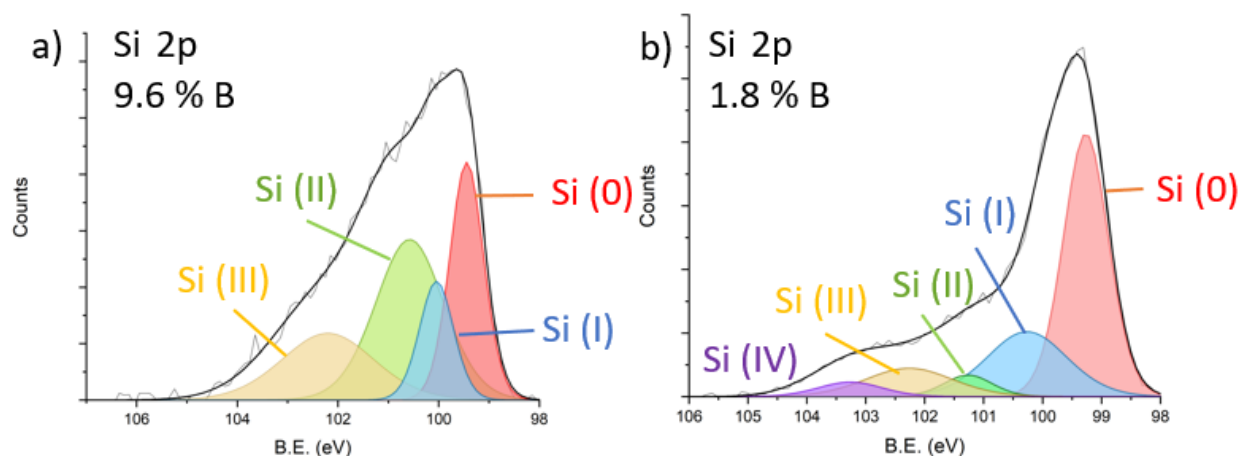 a)
Si 2p
9.6 % B
Si (II)
Si (0)
Si (III)
Si (I)
Counts
106
104
102
100
98
B.E. (eV)
b)
Si 2p
1.8 % B
Si (0)
Si (I)
Si (II)
Si (III)
Si (IV)
Counts
106
105
104
103
102
101
100
99
98
B.E. (eV)